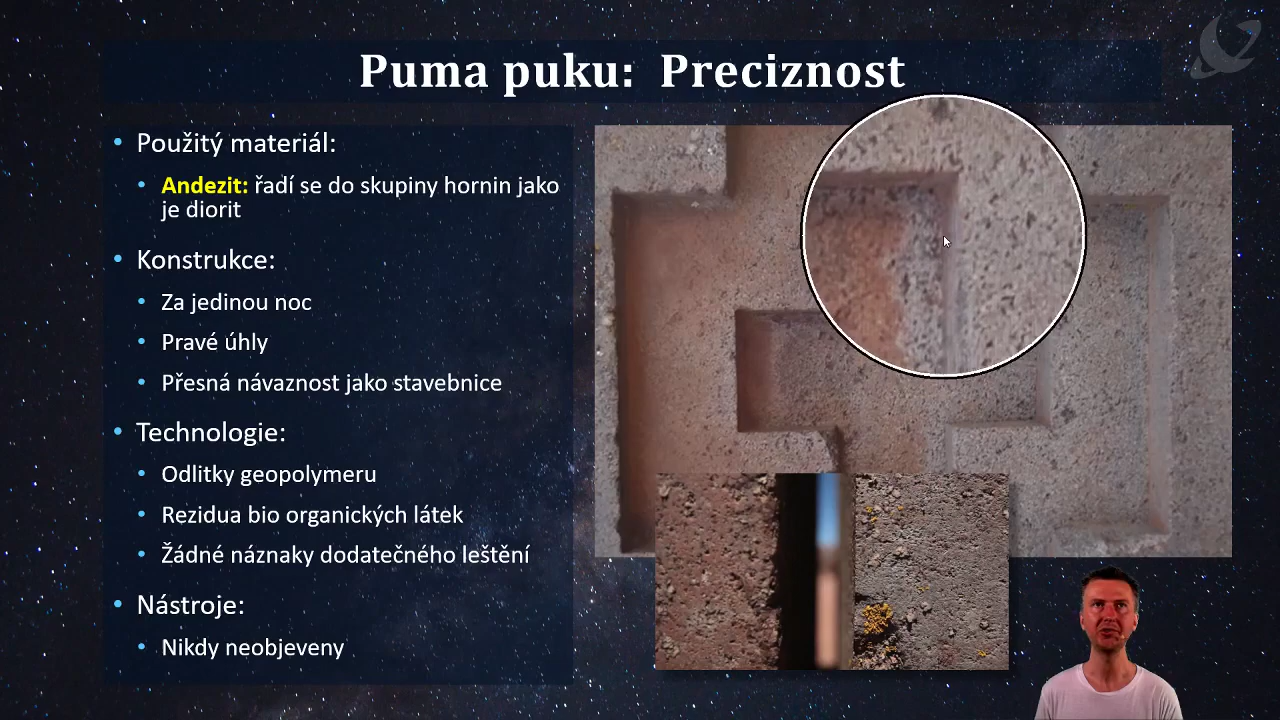 Puma puku: Preciznost
Použitý materiál:
Andezit: řadí se do skupiny hornin jako
je diorit
Konstrukce:
Za jedinou noc
Pravé úhly
Přesná návaznost jako stavebnice
Technologie:
Odlitky geopolymeru
Rezidua bio organických látek
Žádné náznaky dodatečného leštění
Nástroje:
Nikdy neobjeveny